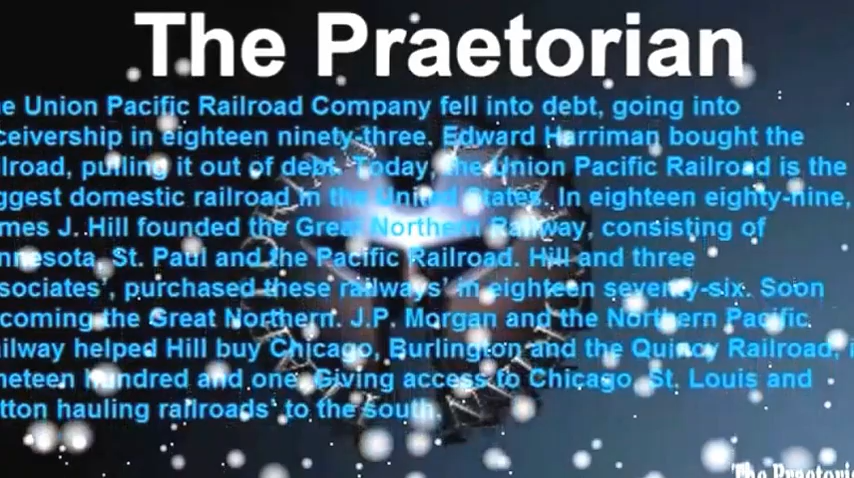 The Praetorian
e Union Pacific Railroad Company fell into debt, going into
ceivership in eighteen ninety-three. Edward Harriman bought the
ilroad, pulling it out of debt. Today, the Union Pacific Railroad is the
ggest domestic railroad in the United States. In eighteen eighty-nine,
mes J. Hill founded the Great Northern Railway, consisting of
nnesota, St. Paul and the Pacific Railroad. Hill and three
sociates', purchased these railways' in eighteen seventy-six. Soon
coming the Great Northern. J.P. Morgan and the Northern Pacific
ilway helped Hill buy Chicago, Burlington and the Quincy Railroad, i
neteen hundred and one. Giving access to Chicago, St. Louis and
tton hauling railroads' to the south.
The Praetoria